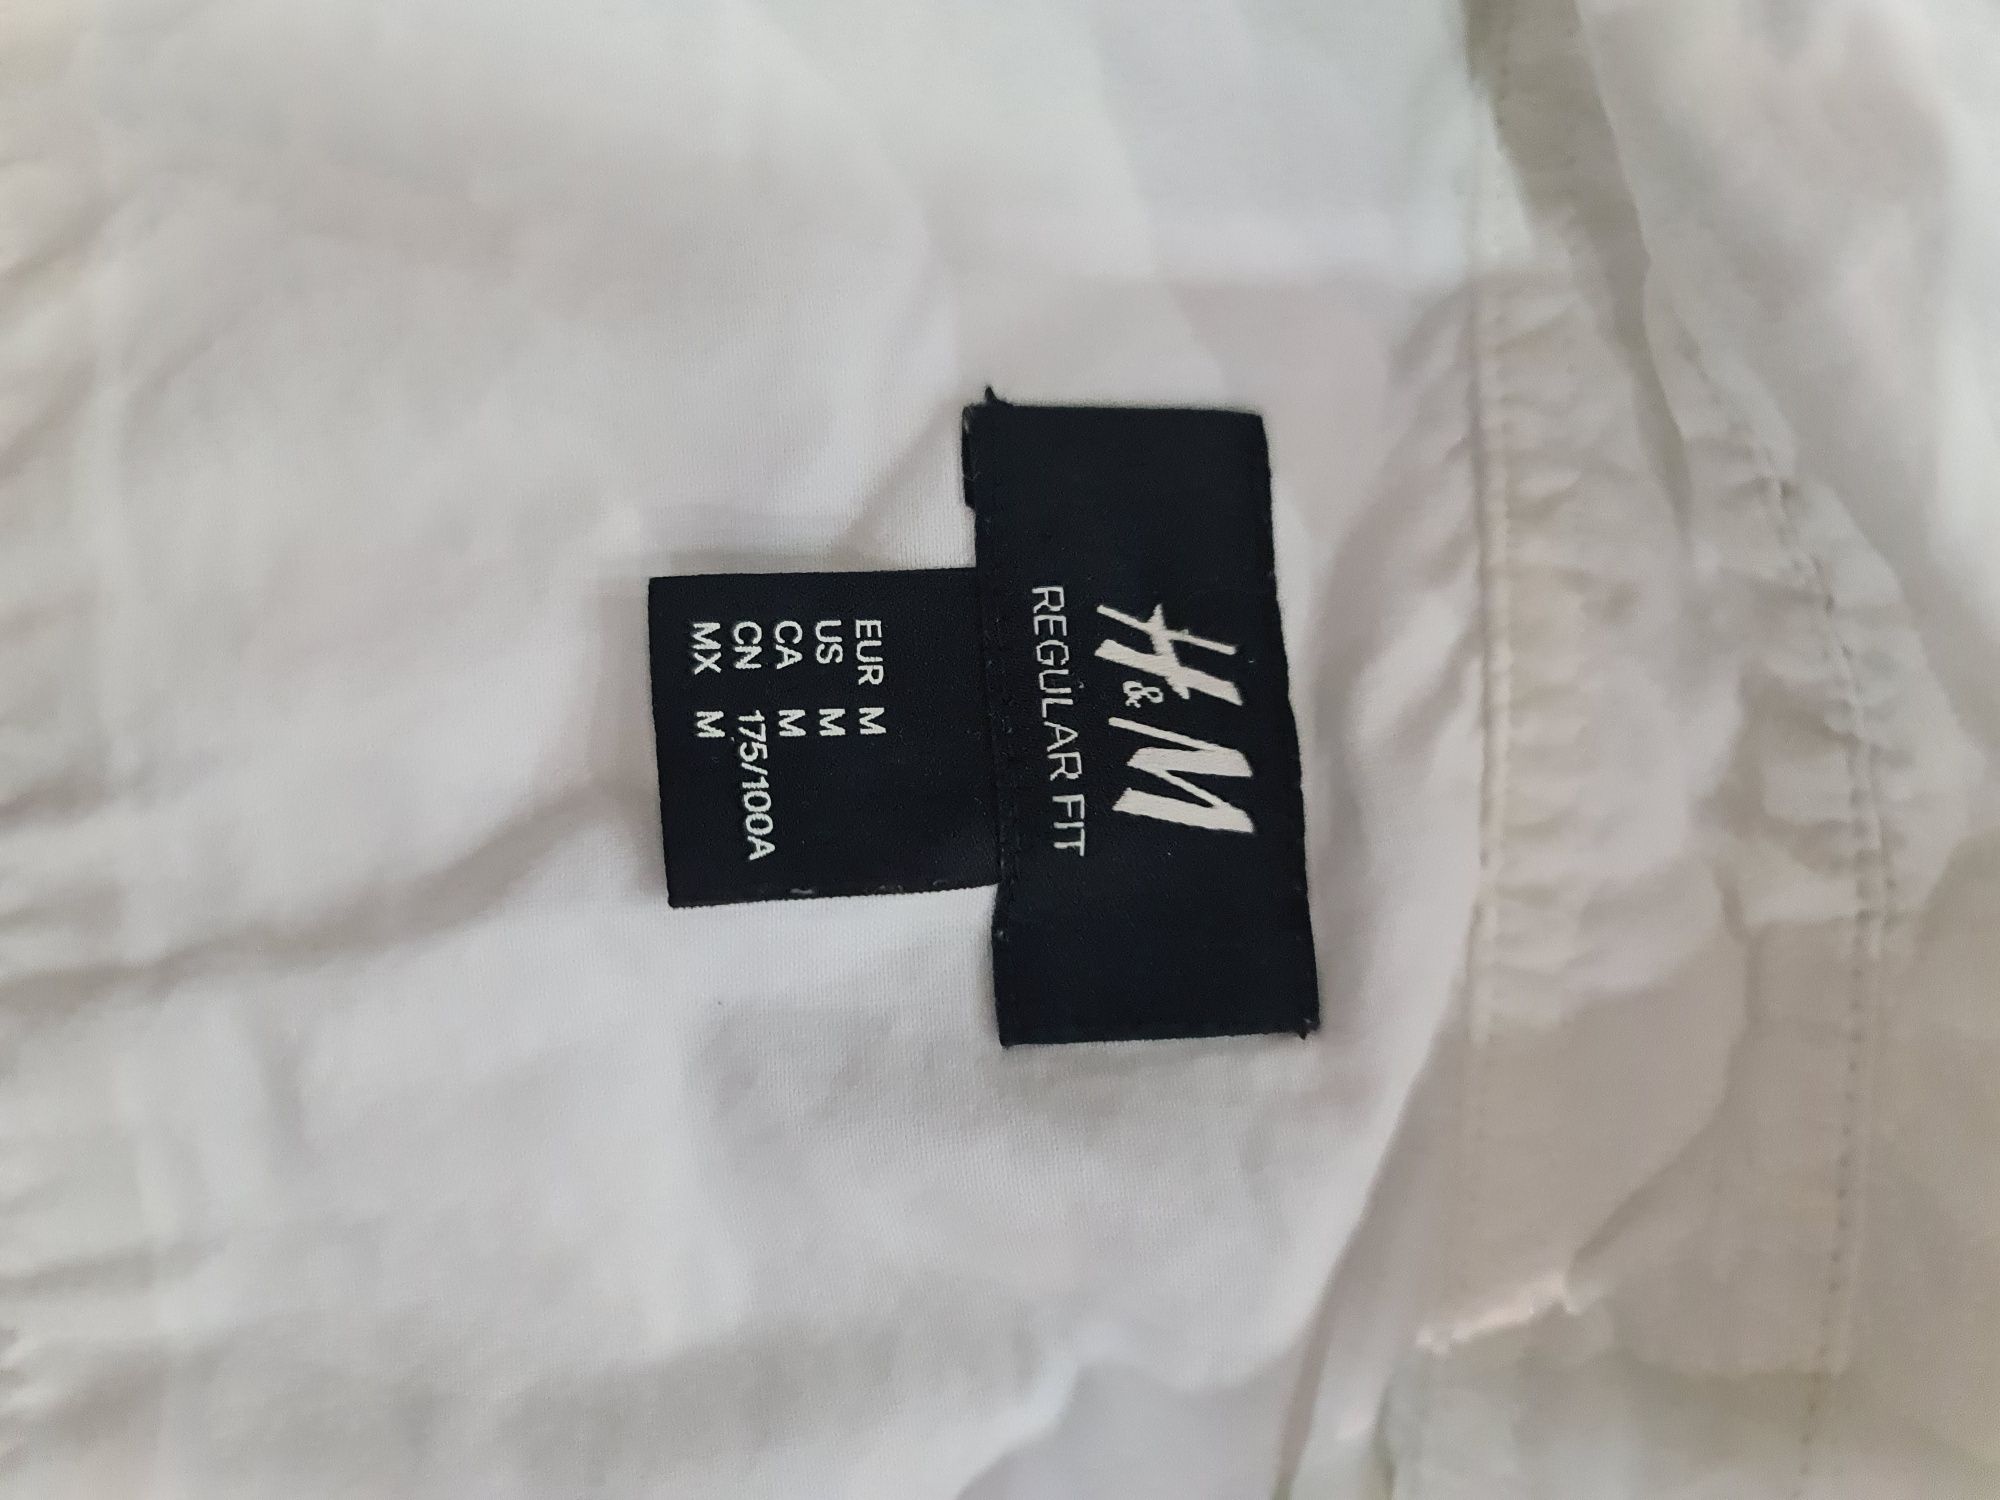 H&M
REGULAR FIT
EUR M
US M
CA M
CN 175/100A
MX M